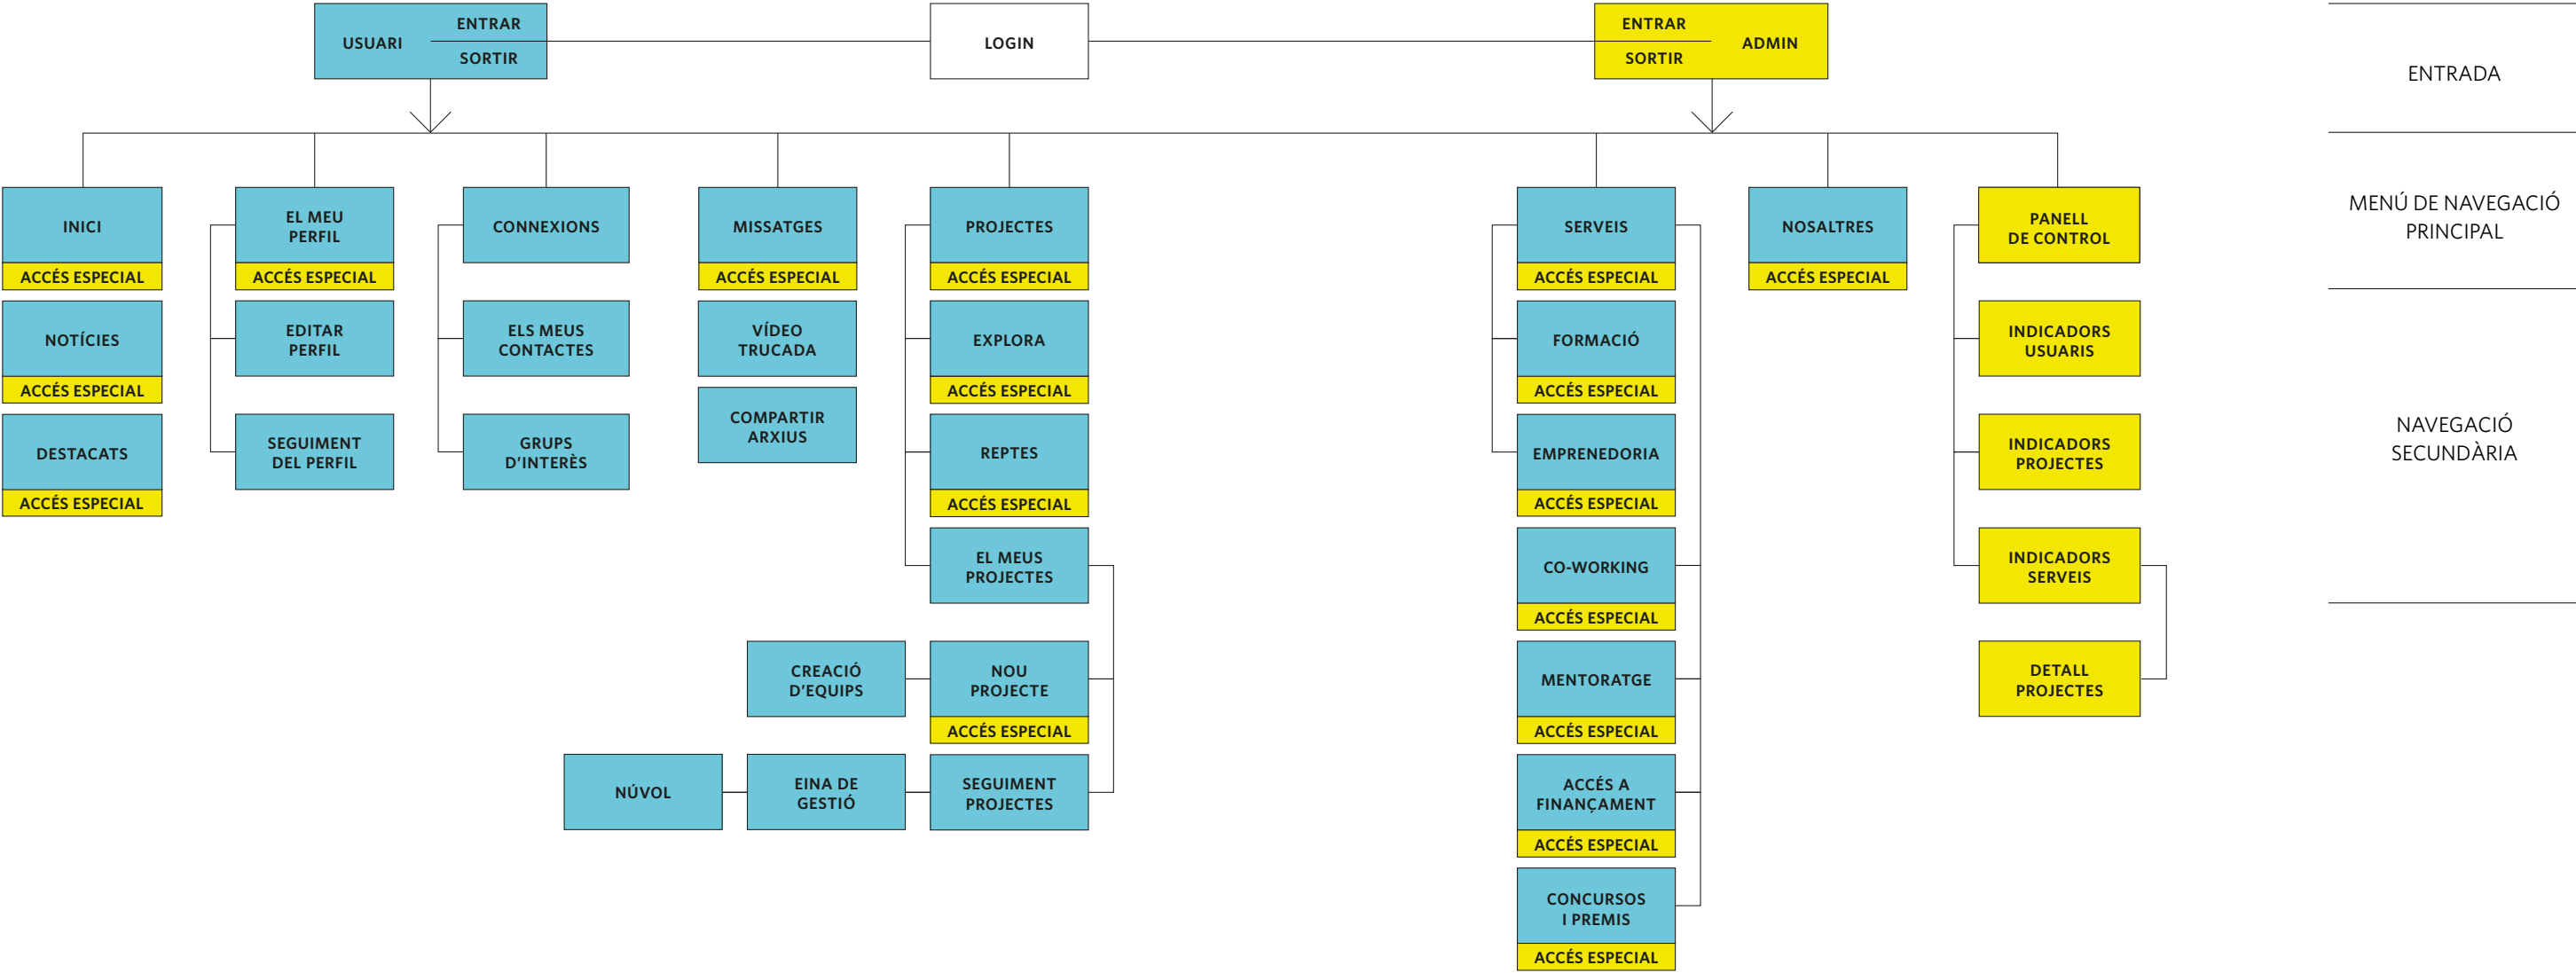 USUARI
ENTRAR
SORTIR
LOGIN
ENTRAR
SORTIR
ADMIN
ENTRADA
INICI
ACCÉS ESPECIAL
NOTÍCIES
ACCÉS ESPECIAL
DESTACATS
ACCÉS ESPECIAL
EL MEU
PERFIL
ACCÉS ESPECIAL
EDITAR
PERFIL
SEGUIMENT
DEL PERFIL
CONNEXIONS
ELS MEUS
CONTACTES
GRUPS
D'INTERÈS
MISSATGES
ACCÉS ESPECIAL
VÍDEO
TRUCADA
COMPARTIR
ARXIUS
PROJECTES
ACCÉS ESPECIAL
EXPLORA
ACCÉS ESPECIAL
REPTES
ACCÉS ESPECIAL
EL MEUS
PROJECTES
CREACIÓ
D'EQUIPS
NOU
PROJECTE
ACCÉS ESPECIAL
NÚVOL
EINA DE
GESTIÓ
SEGUIMENT
PROJECTES
SERVEIS
ACCÉS ESPECIAL
FORMACIÓ
ACCÉS ESPECIAL
EMPRENEDORIA
ACCÉS ESPECIAL
CO-WORKING
ACCÉS ESPECIAL
MENTORATGE
ACCÉS ESPECIAL
ACCÉS A
FINANÇAMENT
ACCÉS ESPECIAL
CONCURSOS
I PREMIS
ACCÉS ESPECIAL
NOSALTRES
ACCÉS ESPECIAL
PANELL
DE CONTROL
INDICADORS
USUARIS
INDICADORS
PROJECTES
INDICADORS
SERVEIS
DETALL
PROJECTES
MENÚ DE NAVEGACIÓ
PRINCIPAL
NAVEGACIÓ
SECUNDÀRIA